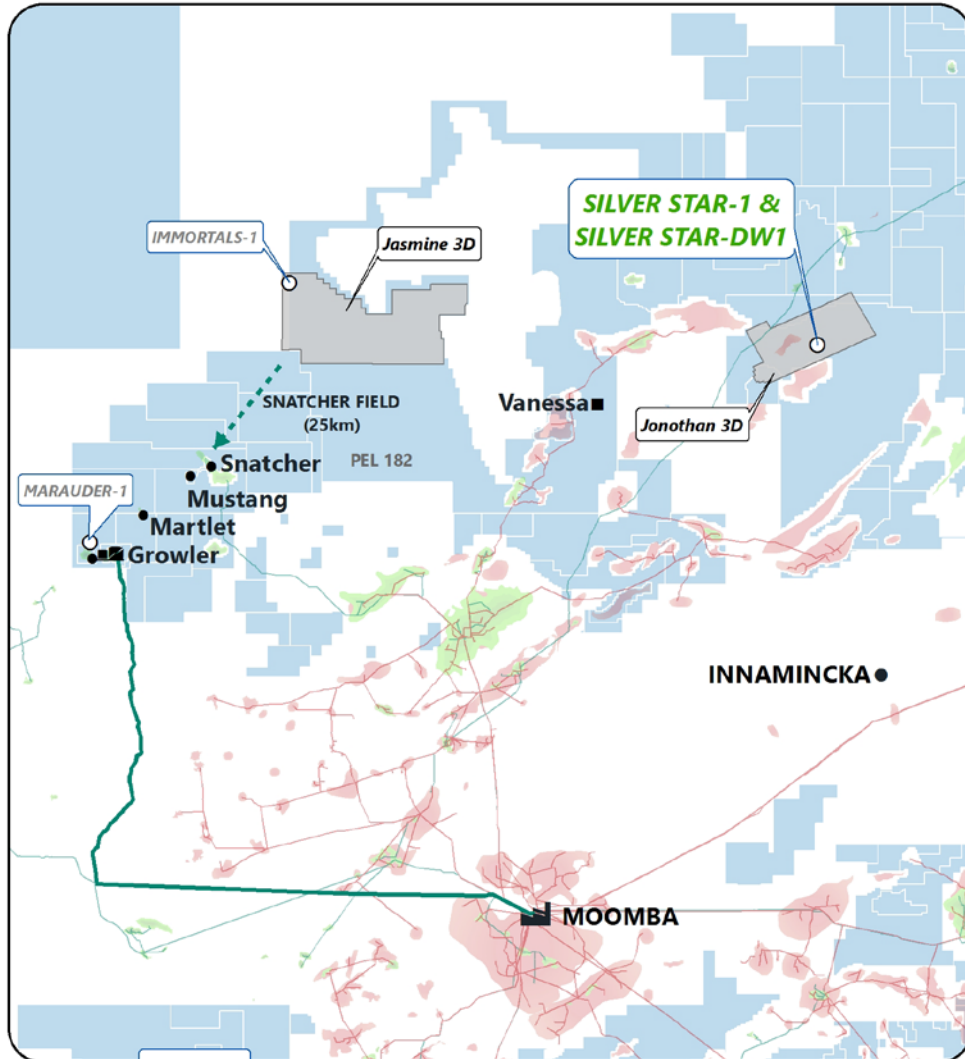 SILVER STAR-1 &
SILVER STAR-DW1
IMMORTALS-1
Jasmine 3D
SNATCHER FIELD
(25km)
Vanessa
Jonothan 3D
PEL 182
Snatcher
Mustang
MARAUDER-1
Martlet
Growler
INNAMINCKA
MOOMBA